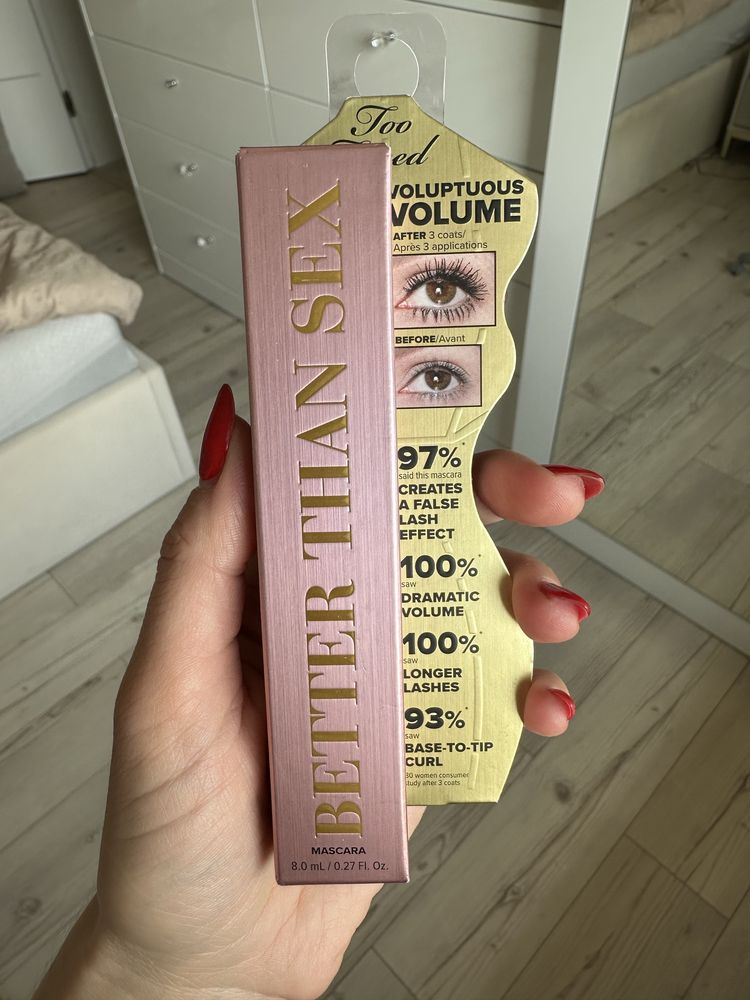 Too
VOLUPTUOUS
VOLUME
AFTER 3 coats/
Après 3 applications
BEFORE/Avant
97%*
said this mascara
CREATES
A FALSE
LASH
EFFECT
100%*
saw
DRAMATIC
VOLUME
100%*
saw
LONGER
LASHES
93%*
saw
BASE-TO-TIP
CURL
30 women consumer
study after 3 coats
BETTER THAN SEX
MASCARA
8.0 mL / 0.27 Fl. Oz.